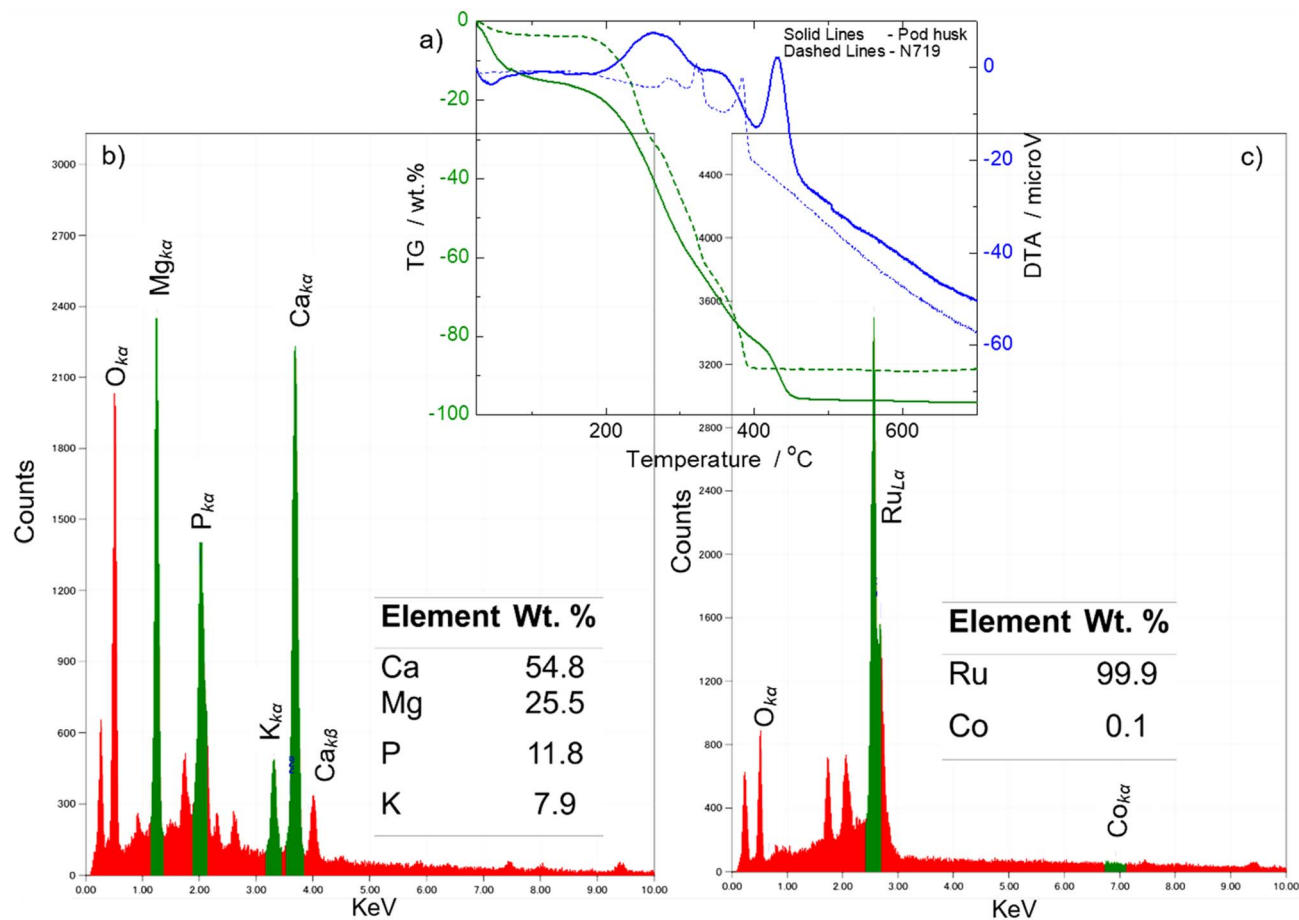 a)
Solid Lines - Pod husk
Dashed Lines - N719
0
-20
-40
-60
-80
-100
TG / wt.%
0
-20
-40
-60
DTA / microV
200 400 600
Temperature / °C
b)
3000
2700
2400
2100
1800
1500
1200
900
600
300
0
Counts
Okα
Mgkα
Pkα
Kkα
Cakα
Cakß
Element Wt. %
Ca 54.8
Mg 25.5
P 11.8
K 7.9
0.00 1.00 2.00 3.00 4.00 5.00 6.00 7.00 8.00 9.00 10.00
KeV
c)
4400
4000
3600
3200
2800
2400
2000
1600
1200
800
400
0
Counts
Okα
RuLα
Cokα
Element Wt. %
Ru 99.9
Co 0.1
0.00 1.00 2.00 3.00 4.00 5.00 6.00 7.00 8.00 9.00 10.00
KeV